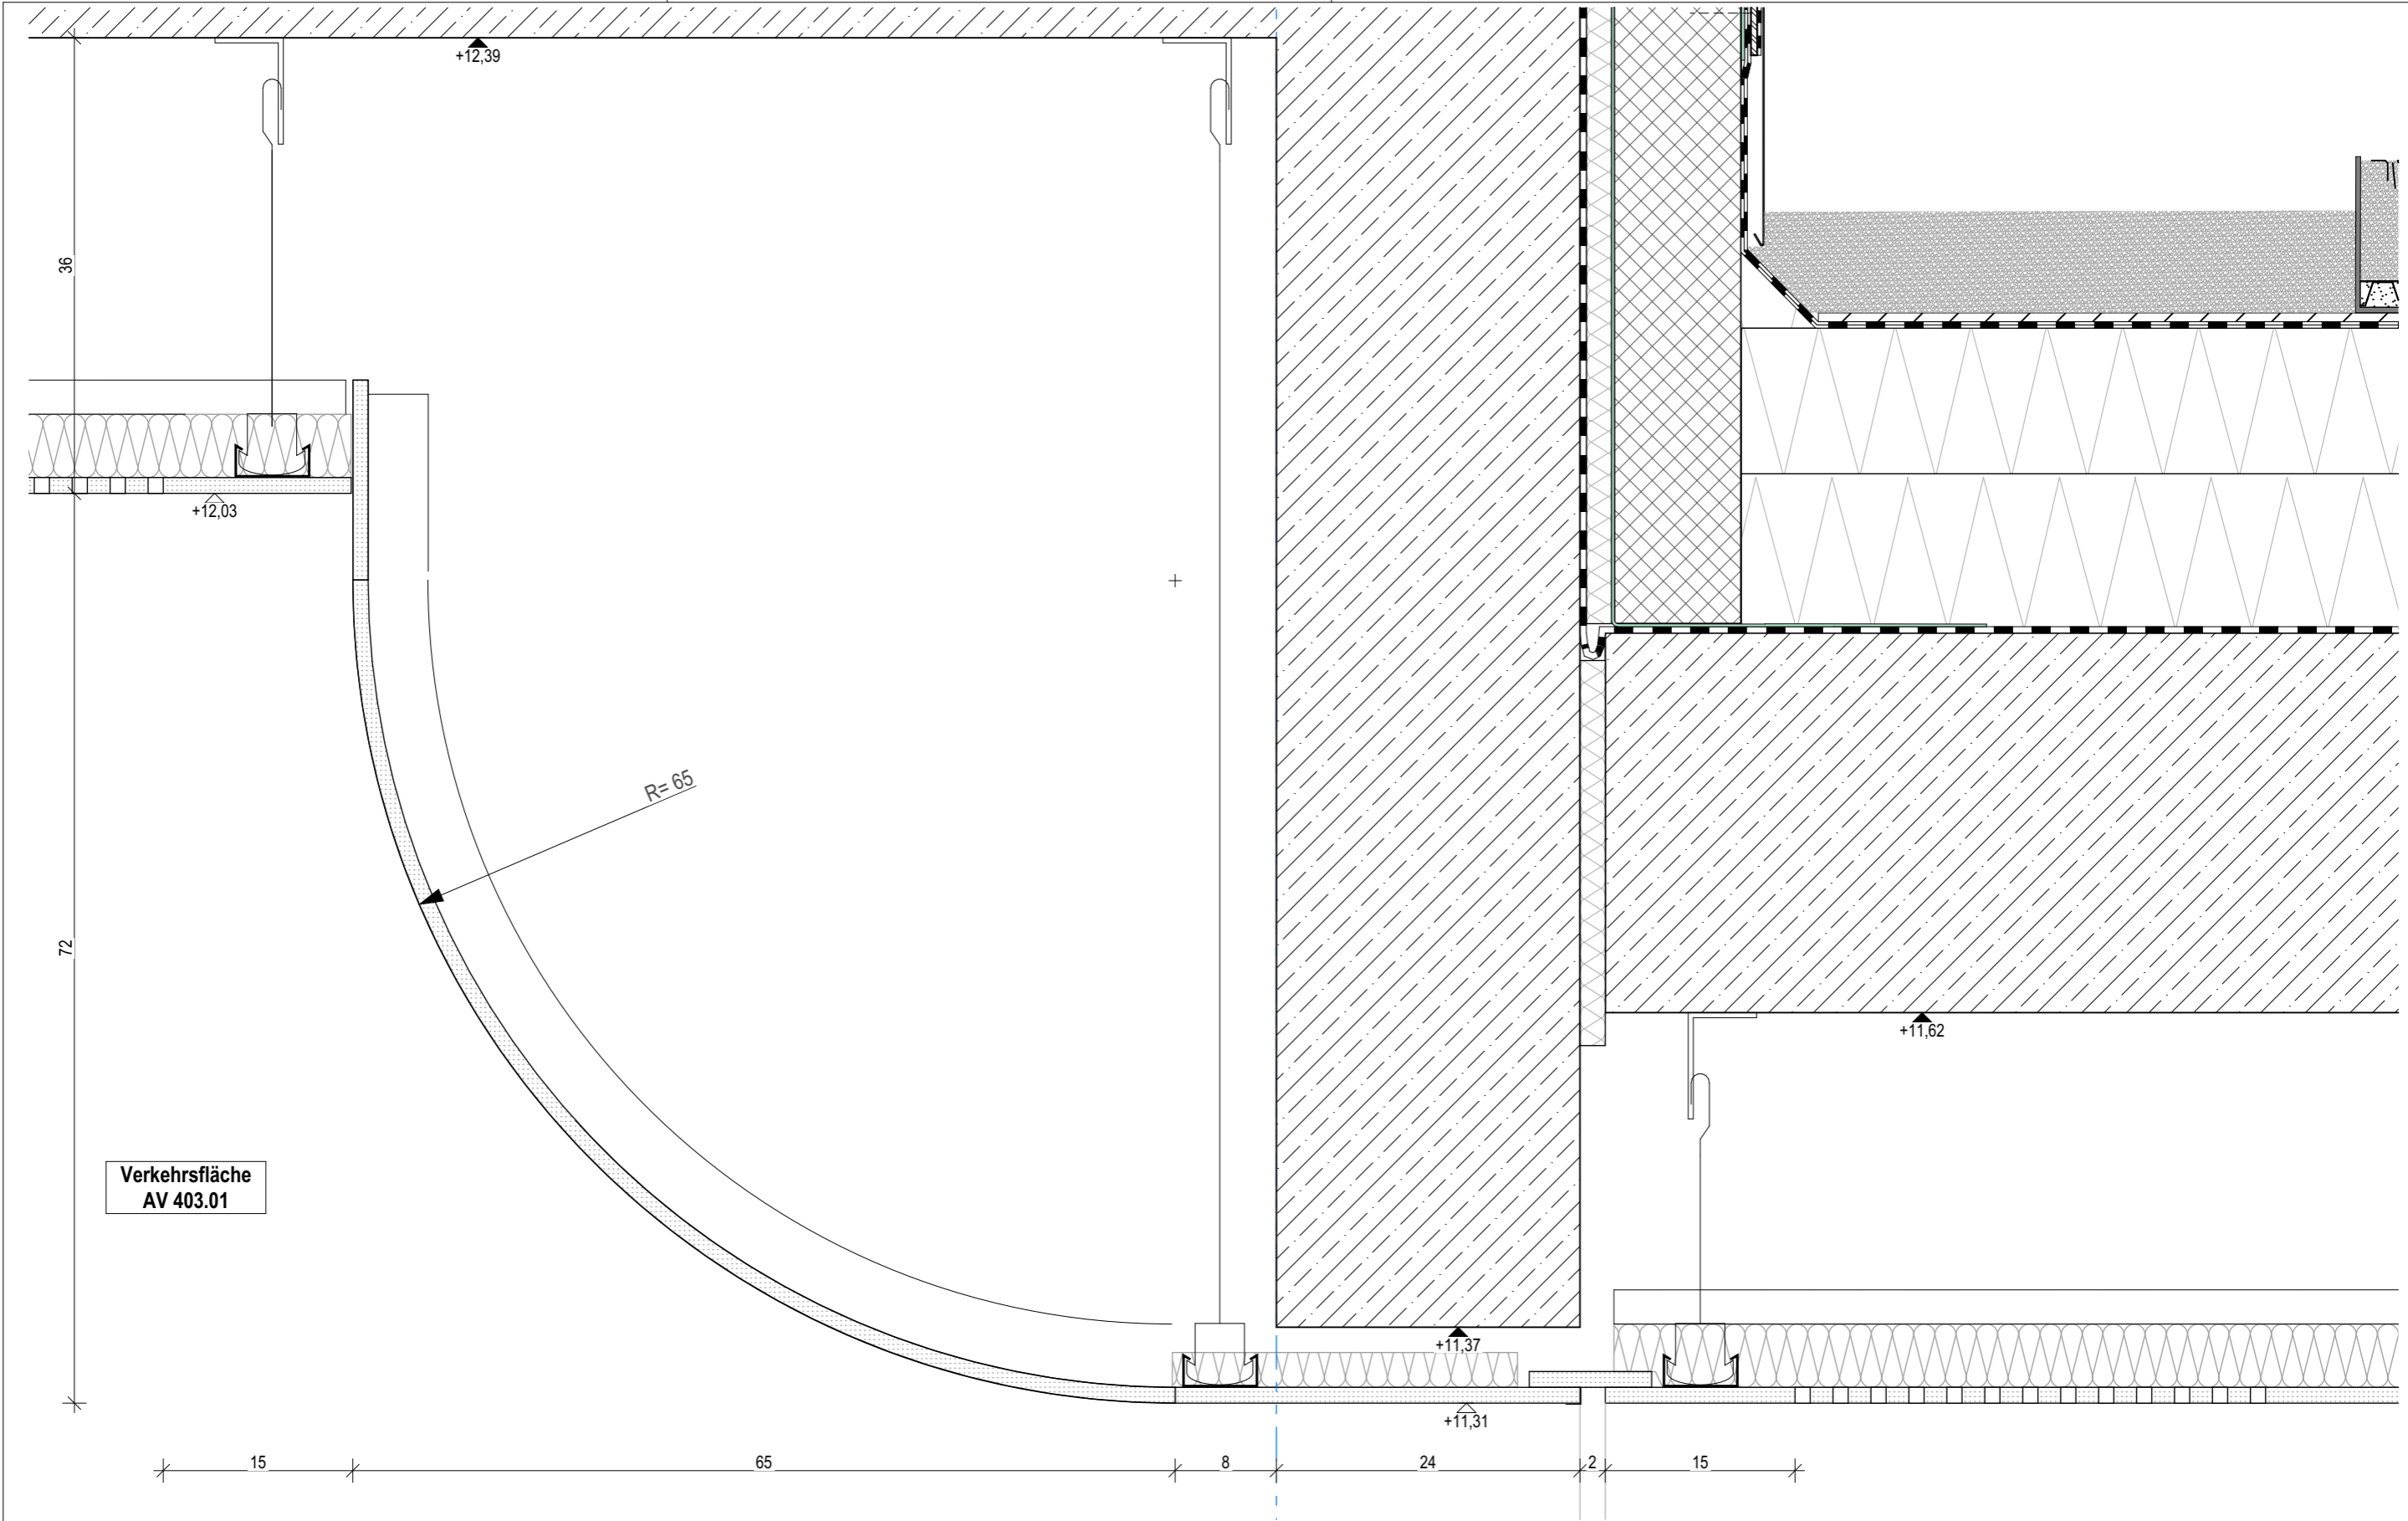 +12,39
36
+12,03
R= 65
72
+11,62
Verkehrsfläche
AV 403.01
+11,37
+11,31
15 65 8 24 2 15